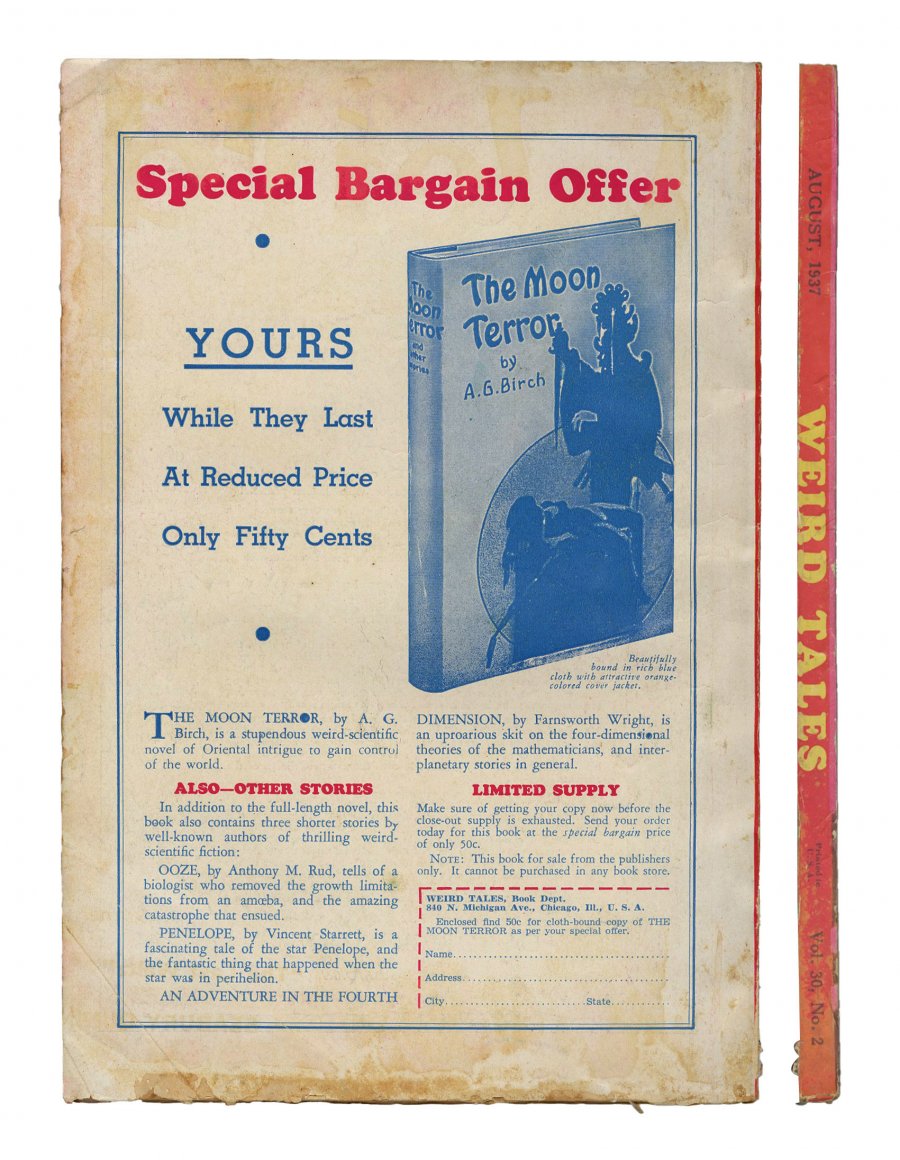 Special Bargain Offer
YOURS
While They Last
At Reduced Price
Only Fifty Cents
The Moon
Terror
by
A.G.Birch
The
Moon
Terror
and
other
stories
Beautifully
bound in rich blue
cloth with attractive orange-
colored cover jacket.
THE MOON TERROR, by A. G.
Birch, is a stupendous weird-scientific
novel of Oriental intrigue to gain control
of the world.
ALSO—OTHER STORIES
In addition to the full-length novel, this
book also contains three shorter stories by
well-known authors of thrilling weird-
scientific fiction:
OOZE, by Anthony M. Rud, tells of a
biologist who removed the growth limita-
tions from an amœba, and the amazing
catastrophe that ensued.
PENELOPE, by Vincent Starrett, is a
fascinating tale of the star Penelope, and
the fantastic thing that happened when the
star was in perihelion.
AN ADVENTURE IN THE FOURTH
DIMENSION, by Farnsworth Wright, is
an uproarious skit on the four-dimensional
theories of the mathematicians, and inter-
planetary stories in general.
LIMITED SUPPLY
Make sure of getting your copy now before the
close-out supply is exhausted. Send your order
today for this book at the special bargain price
of only 50c.
NOTE: This book for sale from the publishers
only. It cannot be purchased in any book store.
WEIRD TALES, Book Dept.
840 N. Michigan Ave., Chicago, Ill., U. S. A.
Enclosed find 50c for cloth-bound copy of THE
MOON TERROR as per your special offer.
Name
Address
City State
AUGUST, 1937
WEIRD TALES
Printed in
Vol. 30, No. 2